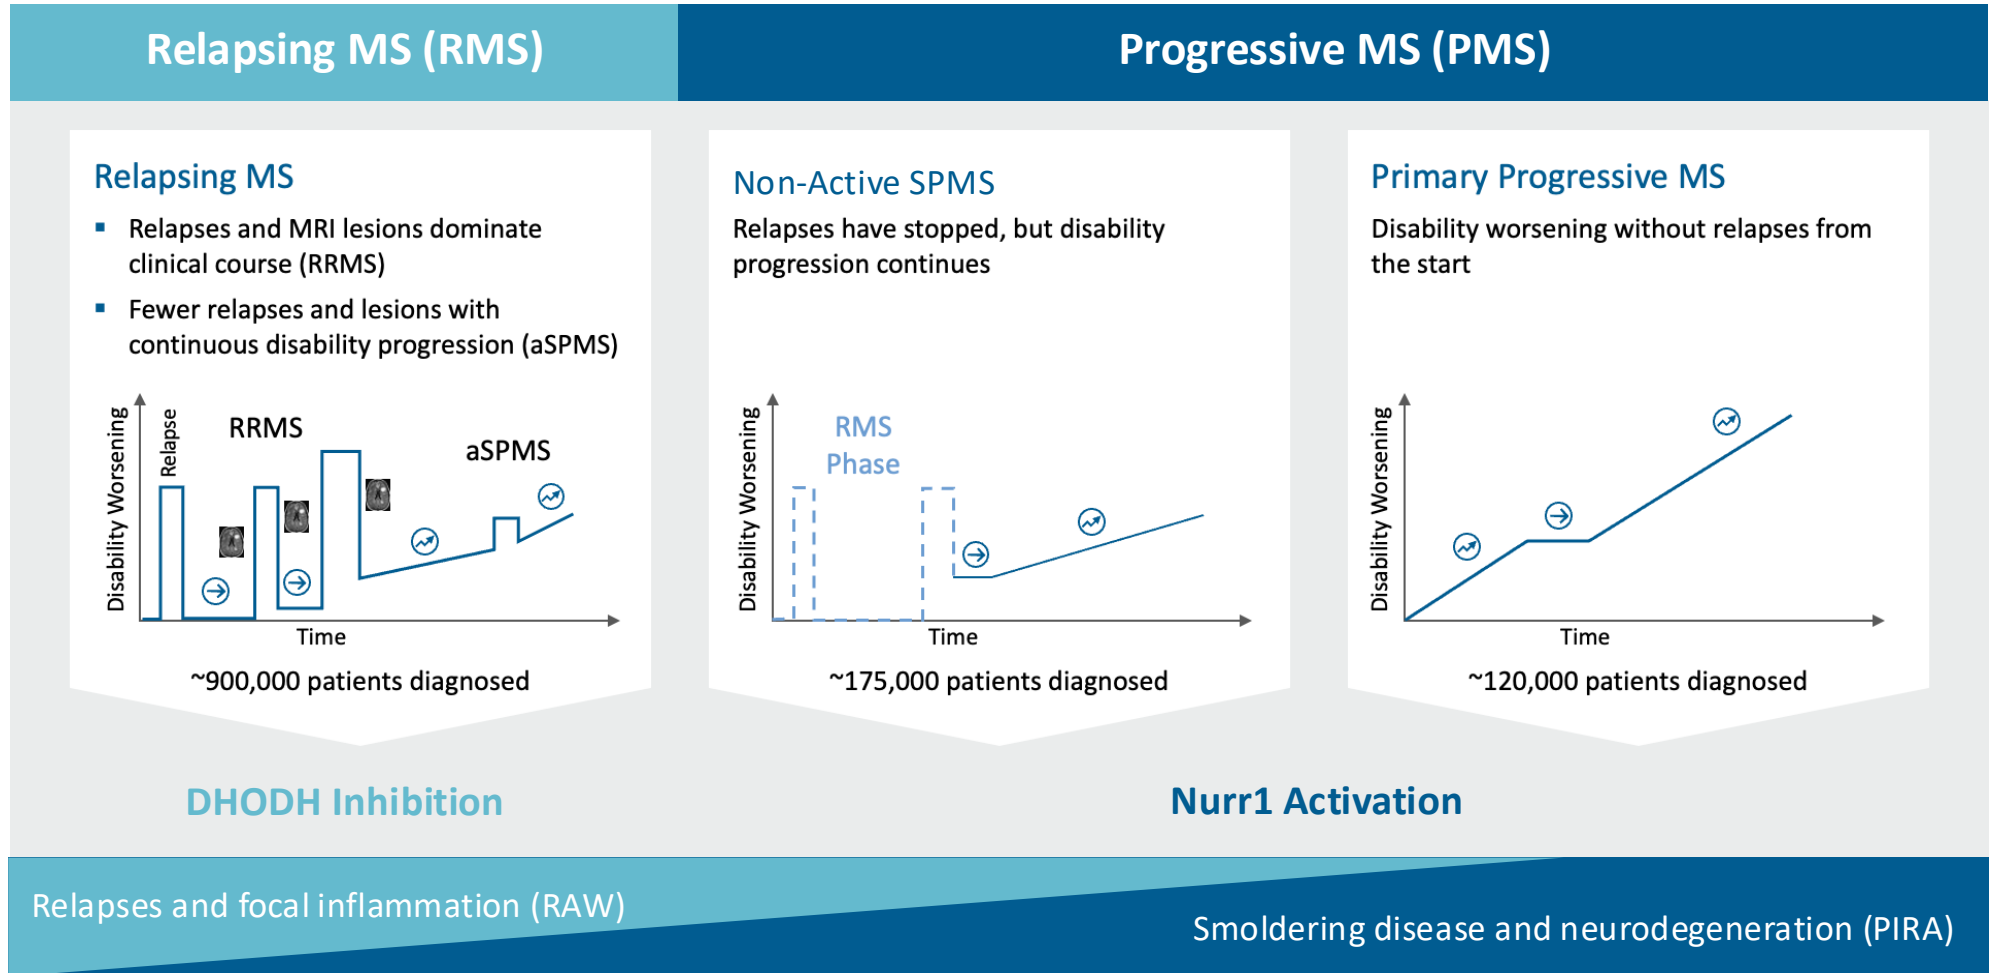 Relapsing MS (RMS)
Progressive MS (PMS)
Relapsing MS
▪ Relapses and MRI lesions dominate
clinical course (RRMS)
▪ Fewer relapses and lesions with
continuous disability progression (aSPMS)
Disability Worsening
Relapse
RRMS
aSPMS
Time
~900,000 patients diagnosed
Non-Active SPMS
Relapses have stopped, but disability
progression continues
Disability Worsening
RMS
Phase
Time
~175,000 patients diagnosed
Primary Progressive MS
Disability worsening without relapses from
the start
Disability Worsening
Time
~120,000 patients diagnosed
DHODH Inhibition
Nurr1 Activation
Relapses and focal inflammation (RAW)
Smoldering disease and neurodegeneration (PIRA)